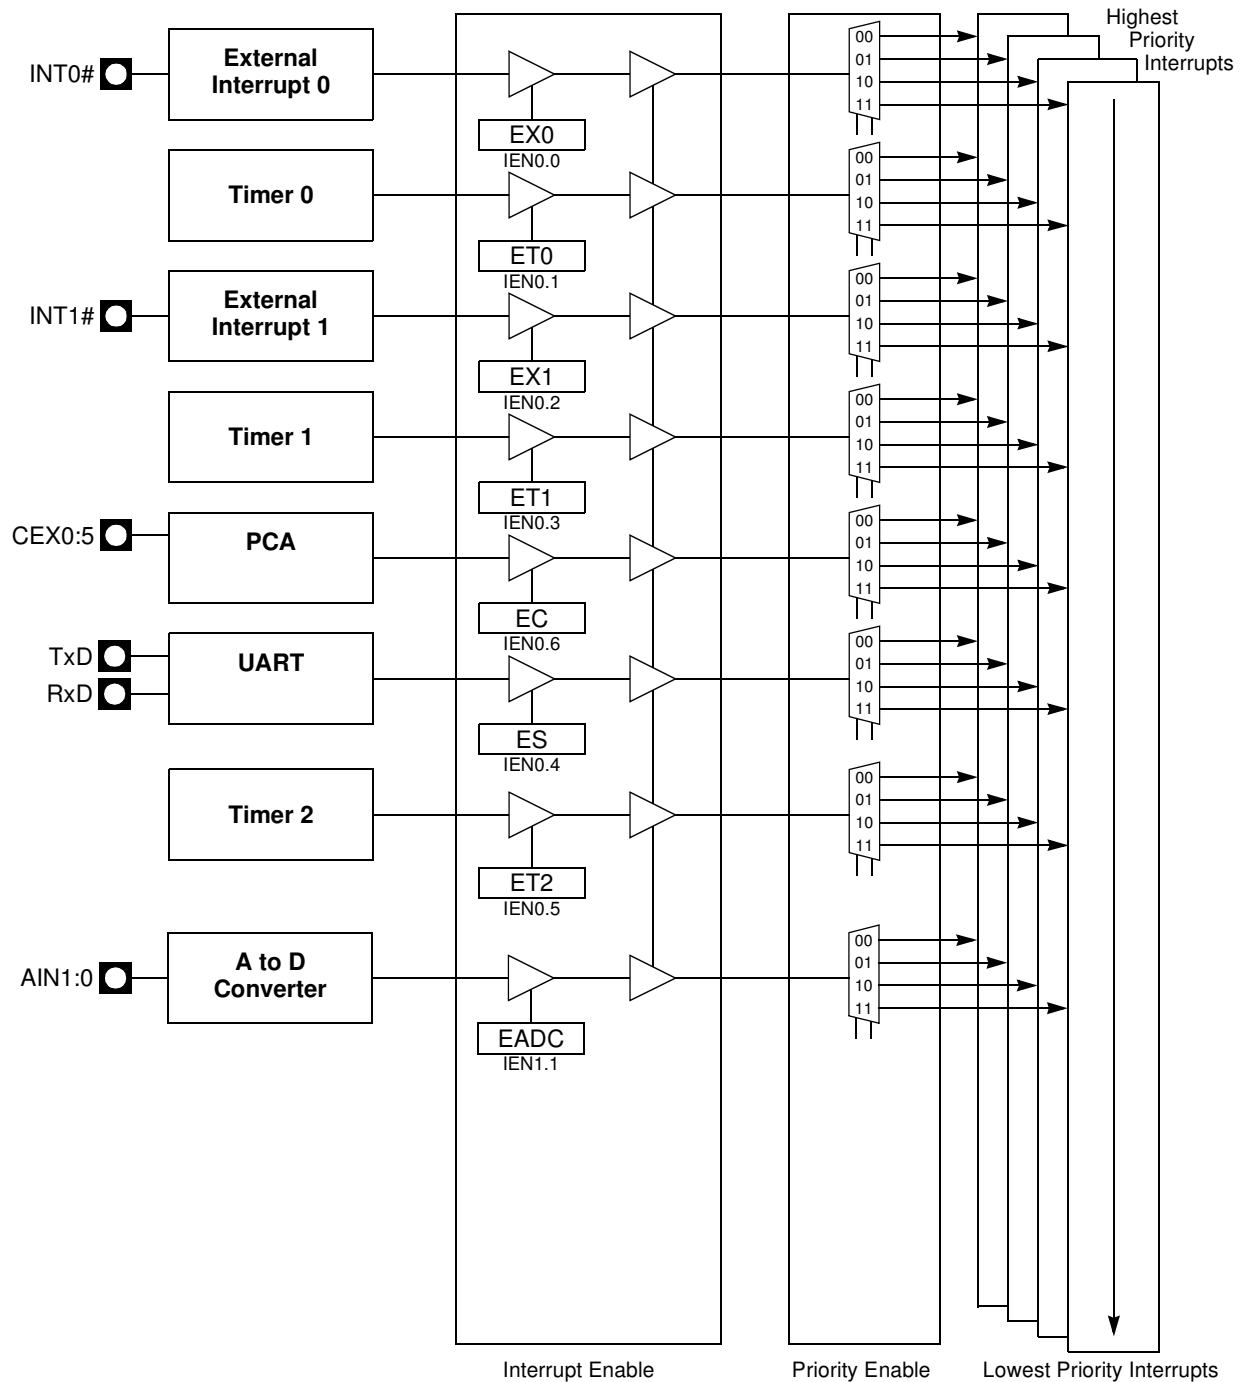 Highest
Priority
Interrupts
INT0#
External
Interrupt 0
EX0
IEN0.0
00
01
10
11
Timer 0
ET0
IEN0.1
00
01
10
11
INT1#
External
Interrupt 1
EX1
IEN0.2
00
01
10
11
Timer 1
ET1
IEN0.3
00
01
10
11
CEX0:5
PCA
EC
IEN0.6
00
01
10
11
TxD
RxD
UART
ES
IEN0.4
00
01
10
11
Timer 2
ET2
IEN0.5
00
01
10
11
AIN1:0
A to D
Converter
EADC
IEN1.1
00
01
10
11
Interrupt Enable
Priority Enable
Lowest Priority Interrupts